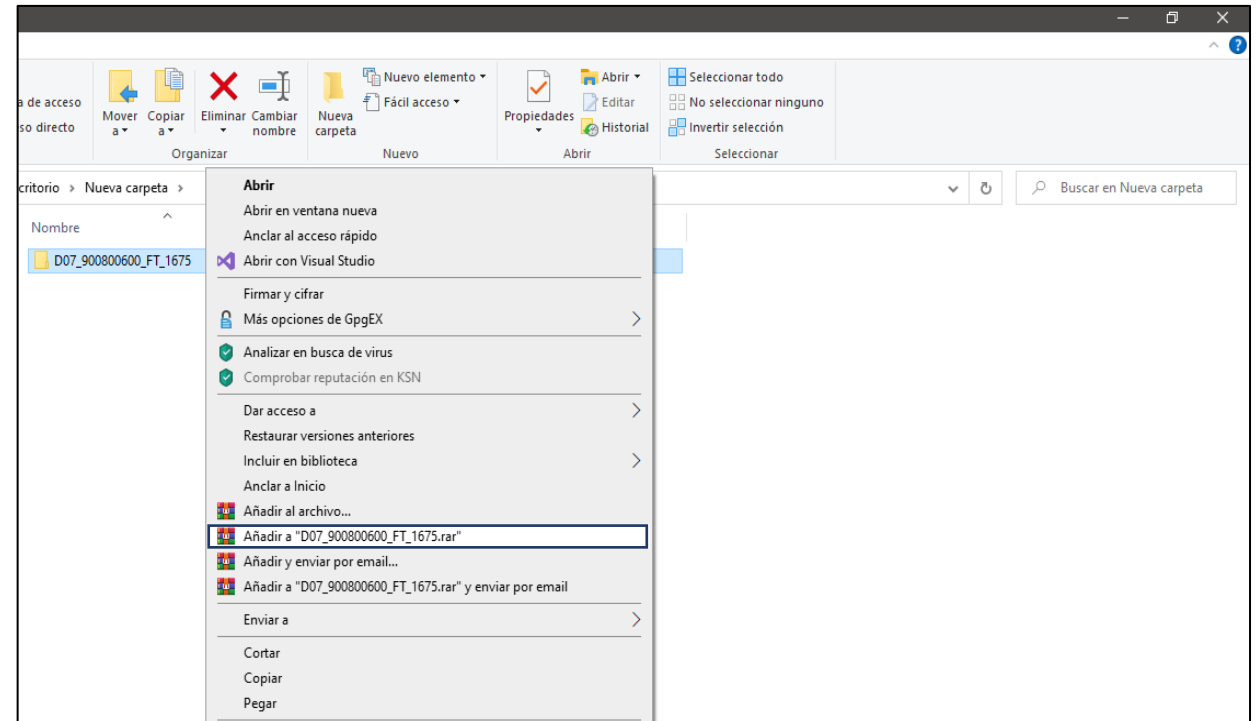 Nuevo elemento
Abrir
Seleccionar todo
a de acceso
Mover a
Copiar a
Eliminar
Cambiar nombre
Nueva carpeta
Fácil acceso
Propiedades
Editar
No seleccionar ninguno
so directo
Historial
Invertir selección
Organizar
Nuevo
Abrir
Seleccionar
critorio > Nueva carpeta >
Buscar en Nueva carpeta
Nombre
D07_900800600_FT_1675
Abrir
Abrir en ventana nueva
Anclar al acceso rápido
Abrir con Visual Studio
Firmar y cifrar
Más opciones de GpgEX
Analizar en busca de virus
Comprobar reputación en KSN
Dar acceso a
Restaurar versiones anteriores
Incluir en biblioteca
Anclar a Inicio
Añadir al archivo...
Añadir a "D07_900800600_FT_1675.rar"
Añadir y enviar por email...
Añadir a "D07_900800600_FT_1675.rar" y enviar por email
Enviar a
Cortar
Copiar
Pegar